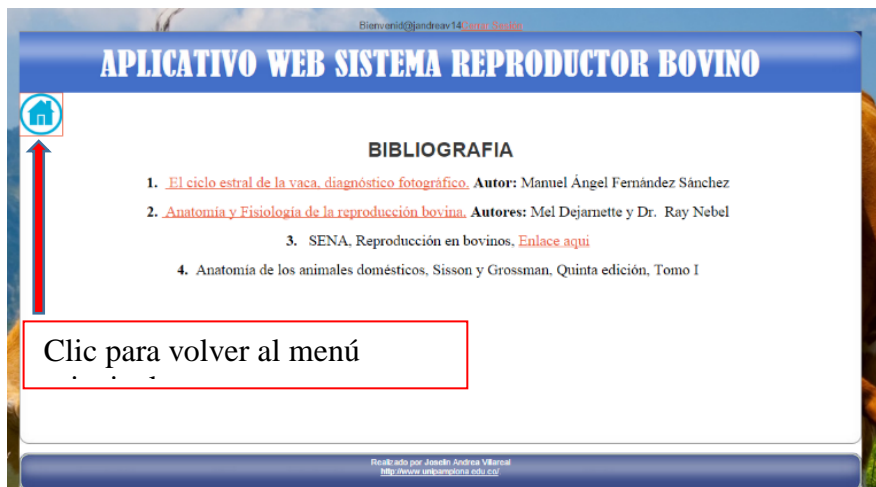 Bienvenid@jandreav14Cerrar Sesión
APLICATIVO WEB SISTEMA REPRODUCTOR BOVINO
BIBLIOGRAFIA
1. El ciclo estral de la vaca, diagnóstico fotográfico. Autor: Manuel Ángel Fernández Sánchez
2. Anatomía y Fisiología de la reproducción bovina. Autores: Mel Dejarnette y Dr. Ray Nebel
3. SENA, Reproducción en bovinos, Enlace aqui
4. Anatomía de los animales domésticos, Sisson y Grossman, Quinta edición, Tomo I
Clic para volver al menú
Realizado por Joselin Andrea Villareal
http://www.unipamplona.edu.co/